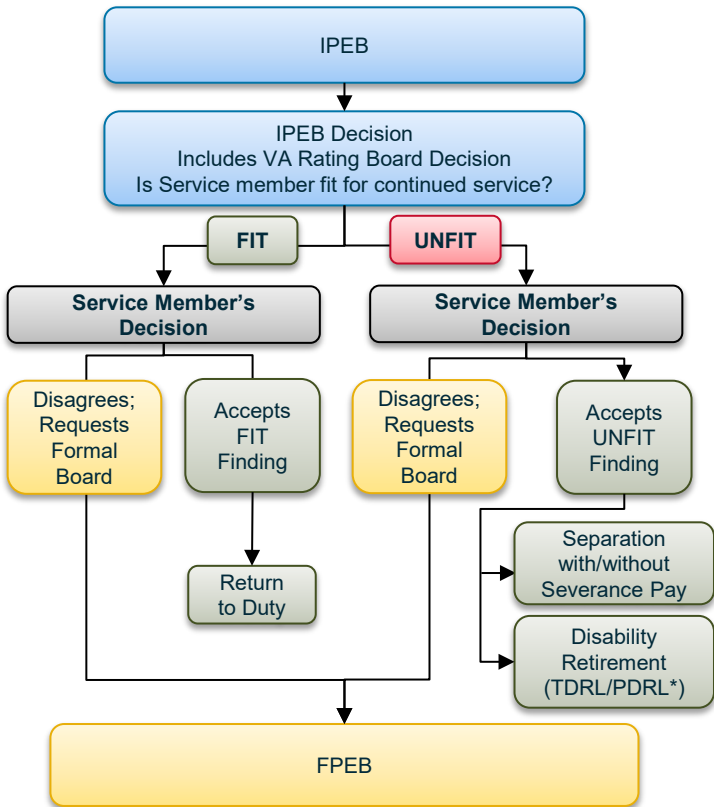 IPEB
IPEB Decision
Includes VA Rating Board Decision
Is Service member fit for continued service?
FIT
UNFIT
Service Member's
Decision
Service Member's
Decision
Disagrees;
Requests
Formal
Board
Accepts
FIT
Finding
Disagrees;
Requests
Formal
Board
Accepts
UNFIT
Finding
Return
to Duty
Separation
with/without
Severance Pay
Disability
Retirement
(TDRL/PDRL*)
FPEB